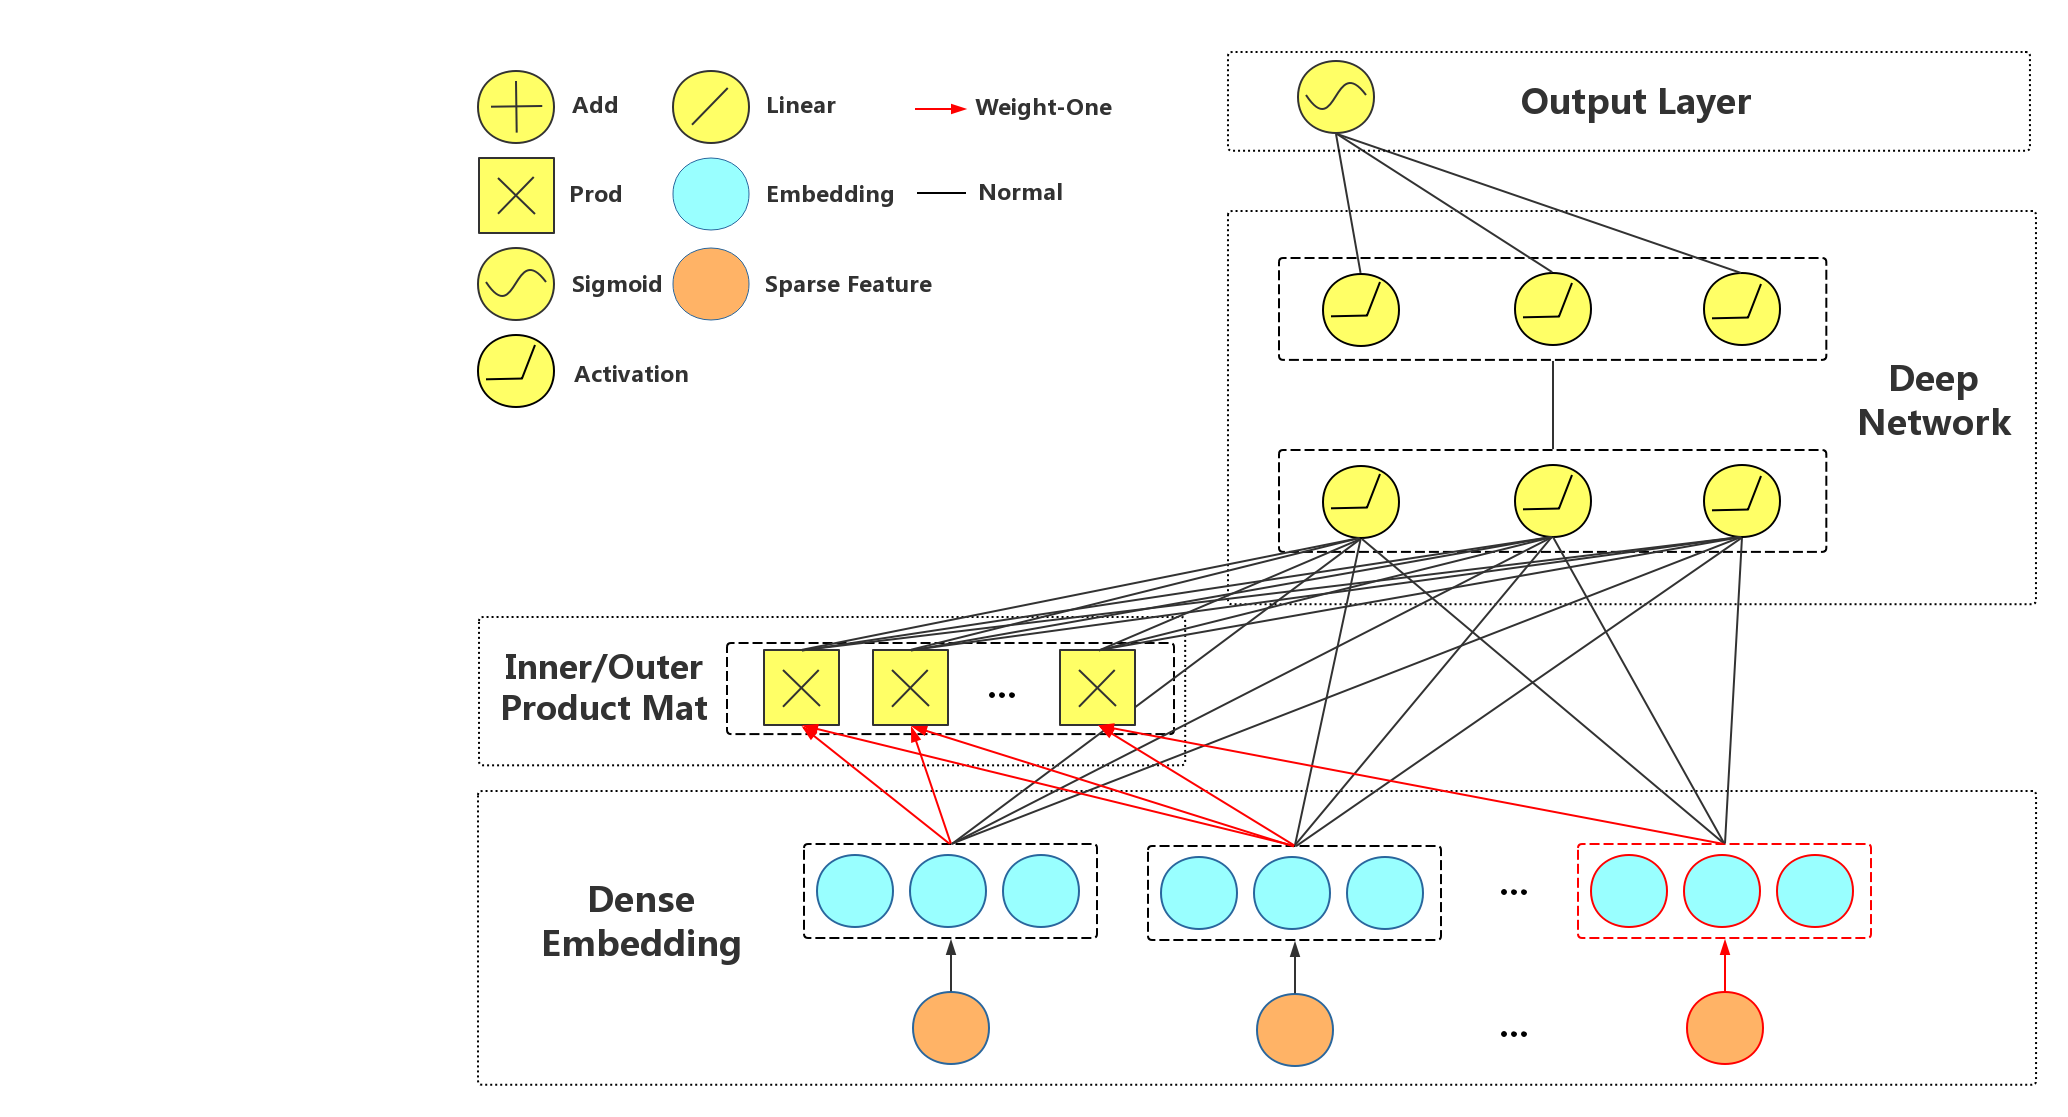 Add
Linear
Weight-One
Prod
Embedding
Normal
Sigmoid
Sparse Feature
Activation
Output Layer
Deep
Network
Inner/Outer
Product Mat
...
Dense
Embedding
...
...